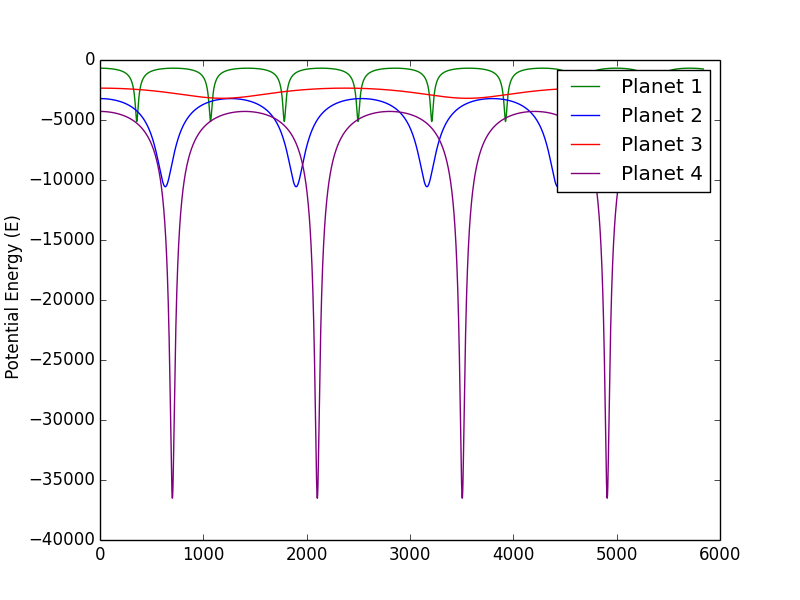 0
−5000
−10000
−15000
−20000
−25000
−30000
−35000
−40000
Potential Energy (E)
0 1000 2000 3000 4000 5000 6000
Planet 1
Planet 2
Planet 3
Planet 4